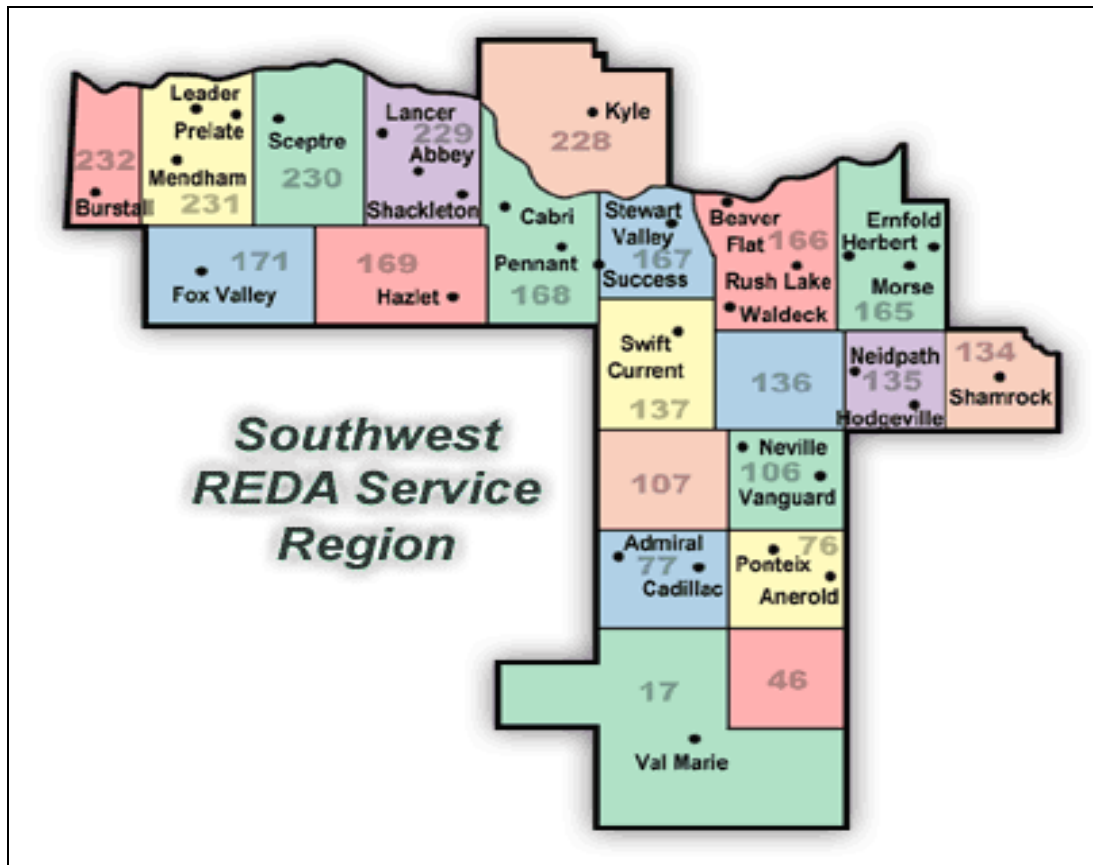 Leader
Prelate
Mendham
231
232
Burstall
Sceptre
230
Lancer
229
Abbey
Shackleton
Kyle
228
Cabri
Pennant
168
Stewart
Valley
167
Success
Beaver
Flat 166
Rush Lake
Waldeck
Ernfold
Herbert
Morse
165
171
Fox Valley
169
Hazlet
Swift
Current
137
136
Neidpath
135
Hodgeville
134
Shamrock
Southwest
REDA Service
Region
107
Neville
106
Vanguard
Admiral
77
Cadillac
76
Ponteix
Anerold
17
46
Val Marie